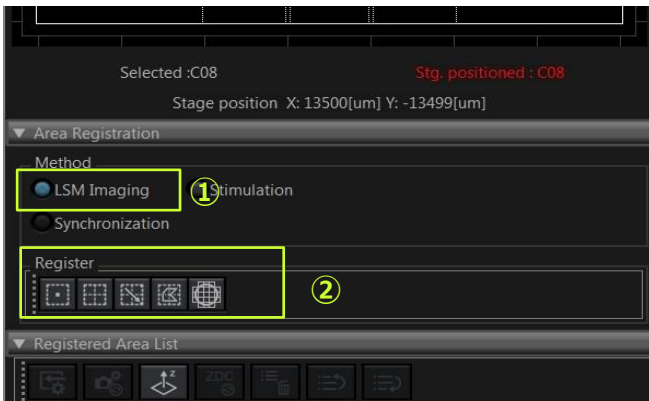 Selected :C08 Stg. positioned : C08
Stage position X: 13500[um] Y: -13499[um]
Area Registration
Method
LSM Imaging ① Stimulation
Synchronization
Register
②
Registered Area List
z
ZDC